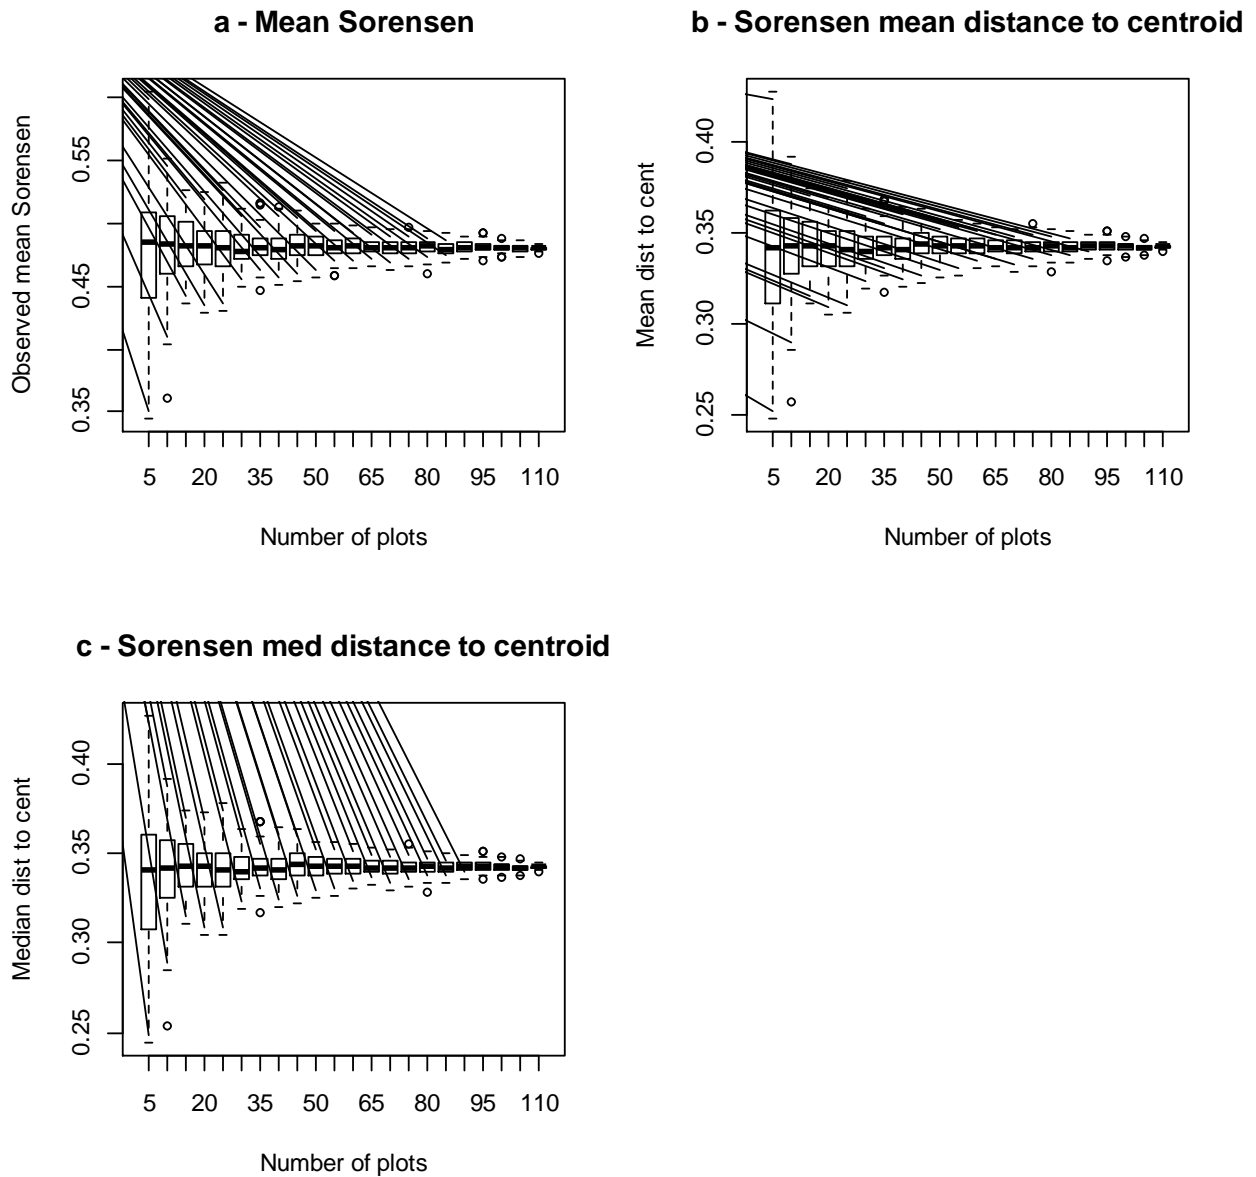 a - Mean Sorensen
Observed mean Sorensen
0.35
0.45
0.55
5 20 35 50 65 80 95 110
Number of plots
b - Sorensen mean distance to centroid
Mean dist to cent
0.25
0.30
0.35
0.40
5 20 35 50 65 80 95 110
Number of plots
c - Sorensen med distance to centroid
Median dist to cent
0.25
0.30
0.35
0.40
5 20 35 50 65 80 95 110
Number of plots